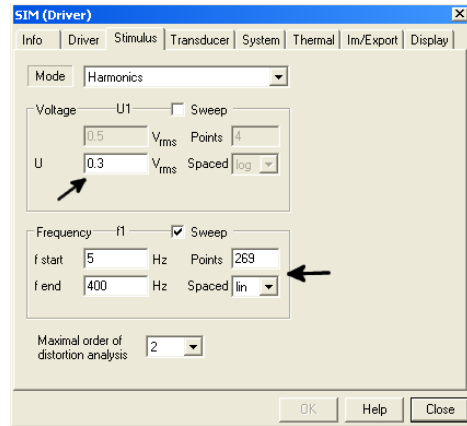 SIM (Driver)
Info Driver Stimulus Transducer System Thermal Im/Export Display
Mode Harmonics
Voltage U1 Sweep
0.5 Vrms Points 4
U 0.3 Vrms Spaced log
Frequency f1 Sweep
f start 5 Hz Points 269
f end 400 Hz Spaced lin
Maximal order of
distortion analysis 2
OK Help Close